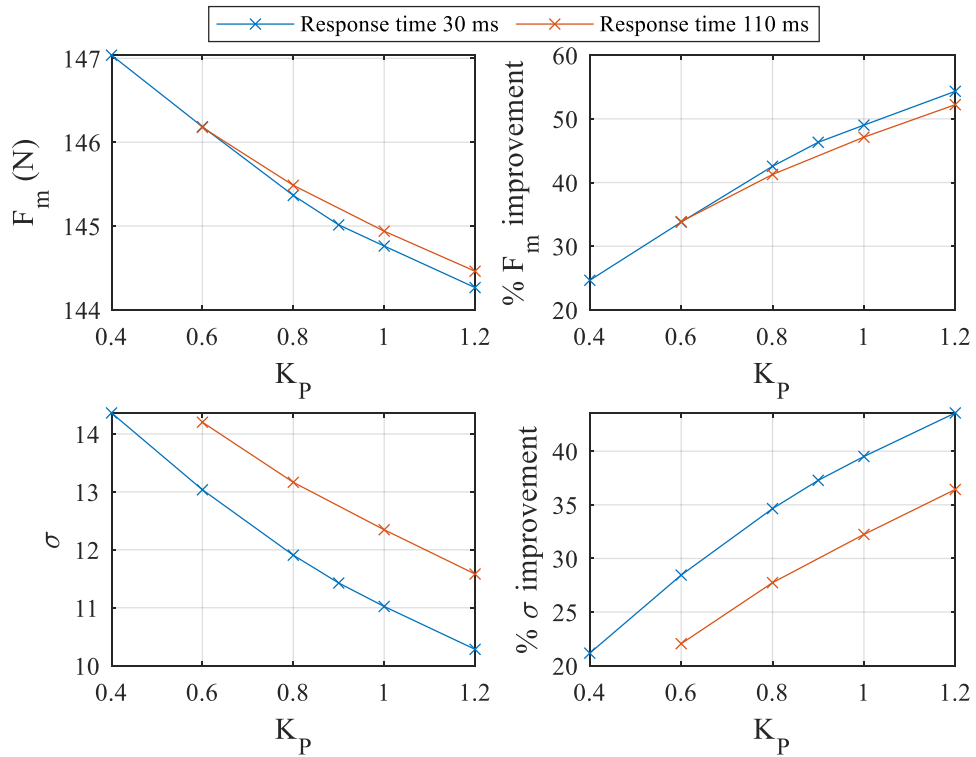 Response time 30 ms Response time 110 ms
F_m (N)
147
146
145
144
0.4 0.6 0.8 1 1.2
K_P
% F_m improvement
60
50
40
30
20
0.4 0.6 0.8 1 1.2
K_P
σ
14
13
12
11
10
0.4 0.6 0.8 1 1.2
K_P
% σ improvement
40
35
30
25
20
0.4 0.6 0.8 1 1.2
K_P